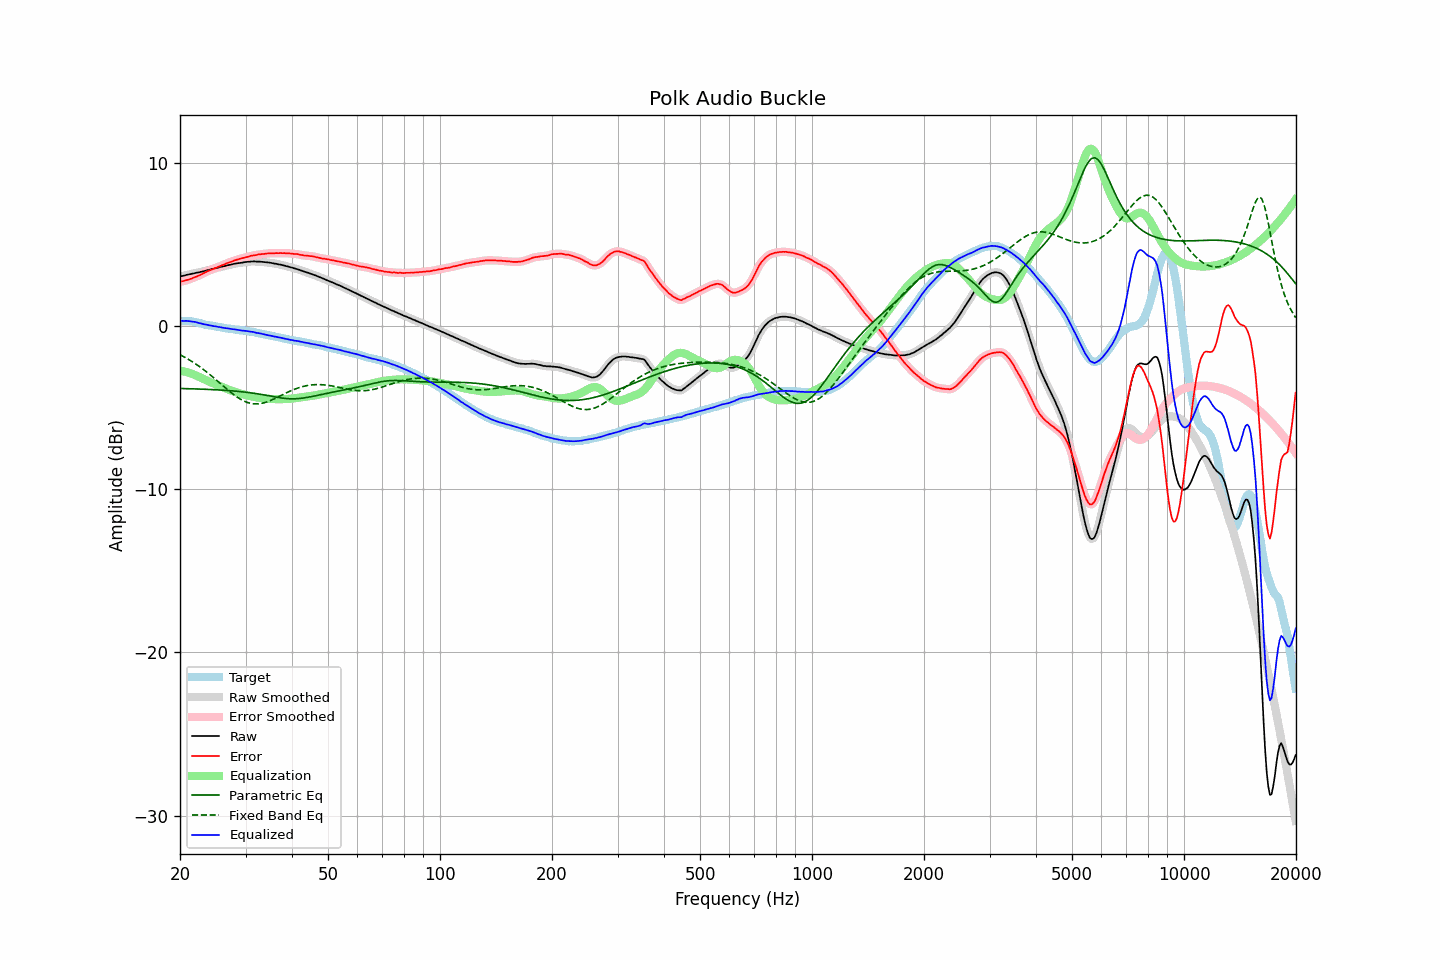 Polk Audio Buckle
Amplitude (dBr)
10
0
−10
−20
−30
Target
Raw Smoothed
Error Smoothed
Raw
Error
Equalization
Parametric Eq
Fixed Band Eq
Equalized
20 50 100 200 500 1000 2000 5000 10000 20000
Frequency (Hz)